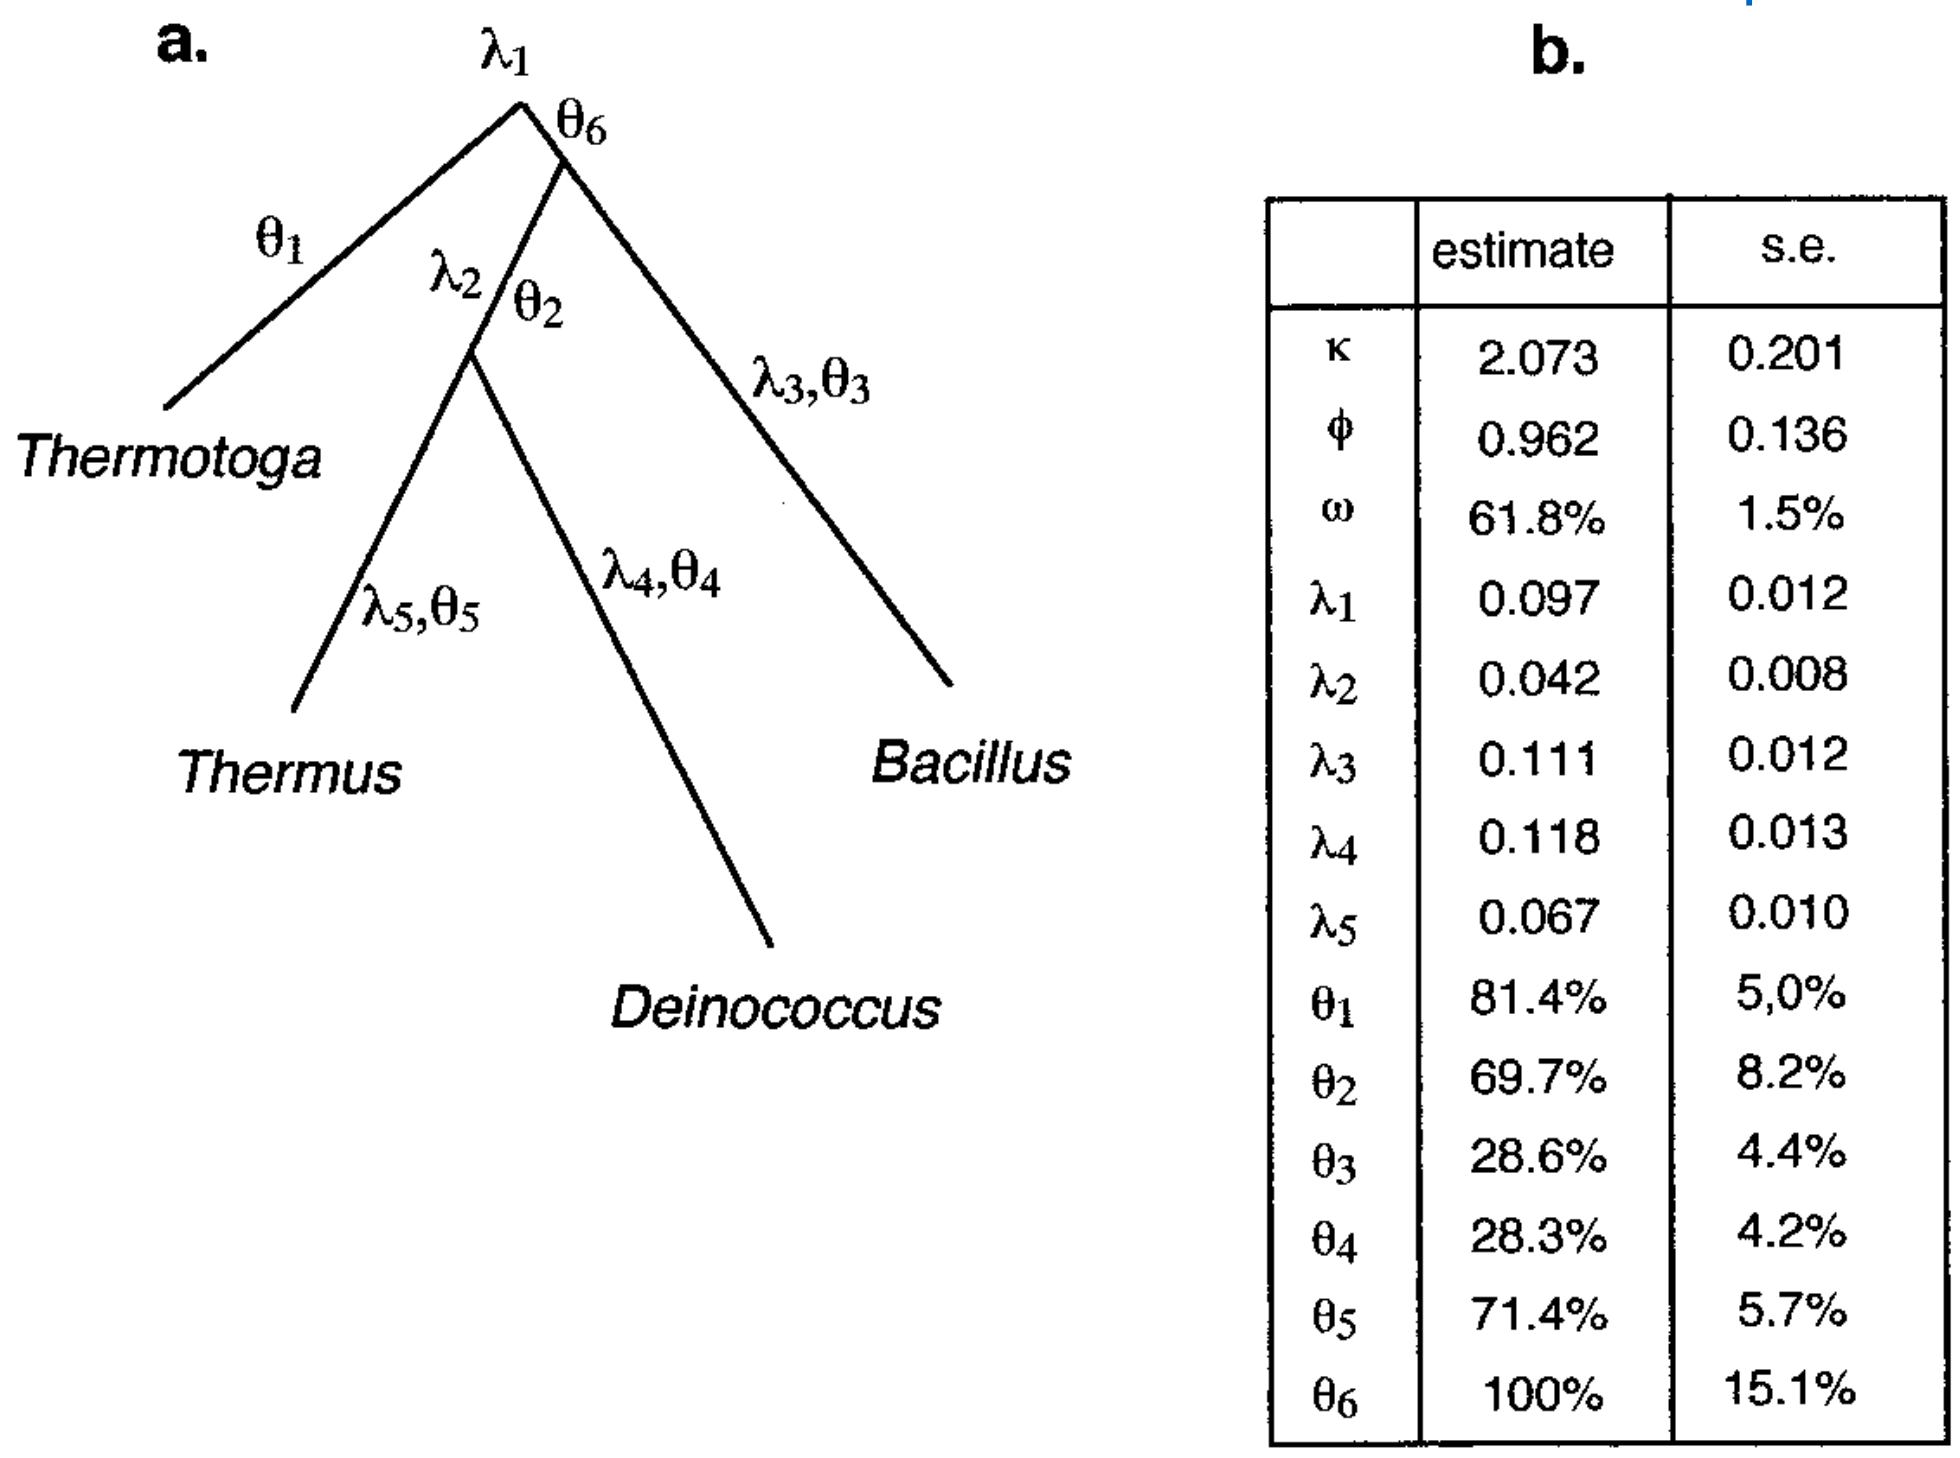 a.
λ1
θ6
θ1
λ2
θ2
λ3,θ3
Thermotoga
λ4,θ4
λ5,θ5
Thermus
Bacillus
Deinococcus
b.
estimate s.e.
κ 2.073 0.201
ϕ 0.962 0.136
ω 61.8% 1.5%
λ1 0.097 0.012
λ2 0.042 0.008
λ3 0.111 0.012
λ4 0.118 0.013
λ5 0.067 0.010
θ1 81.4% 5,0%
θ2 69.7% 8.2%
θ3 28.6% 4.4%
θ4 28.3% 4.2%
θ5 71.4% 5.7%
θ6 100% 15.1%